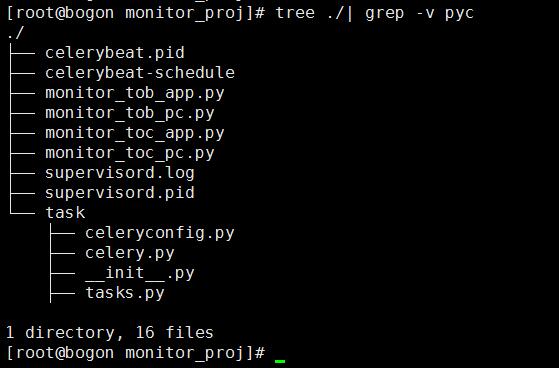 [root@bogon monitor_proj]# tree ./| grep -v pyc
./
├── celerybeat.pid
├── celerybeat-schedule
├── monitor_tob_app.py
├── monitor_tob_pc.py
├── monitor_toc_app.py
├── monitor_toc_pc.py
├── supervisord.log
├── supervisord.pid
└── task
    ├── celeryconfig.py
    ├── celery.py
    ├── __init__.py
    ├── tasks.py

1 directory, 16 files
[root@bogon monitor_proj]#